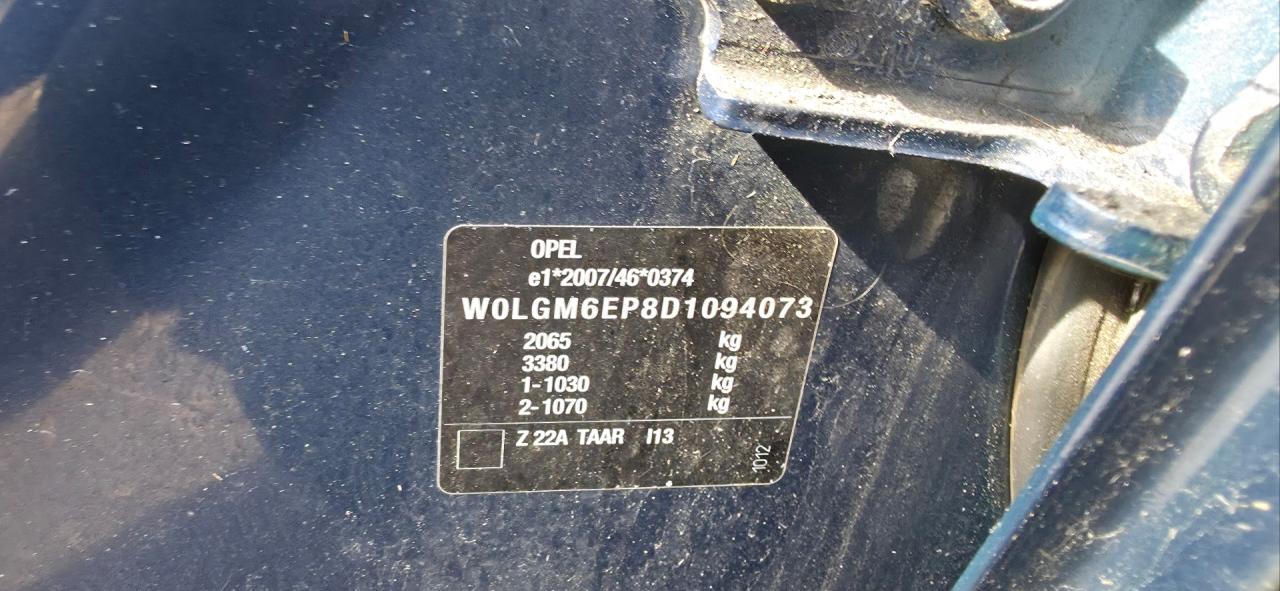 OPEL
e1*2007/46*0374
W0LGM6EP8D1094073
2065 kg
3380 kg
1-1030 kg
2-1070 kg
Z 22A TAAR I13
1012